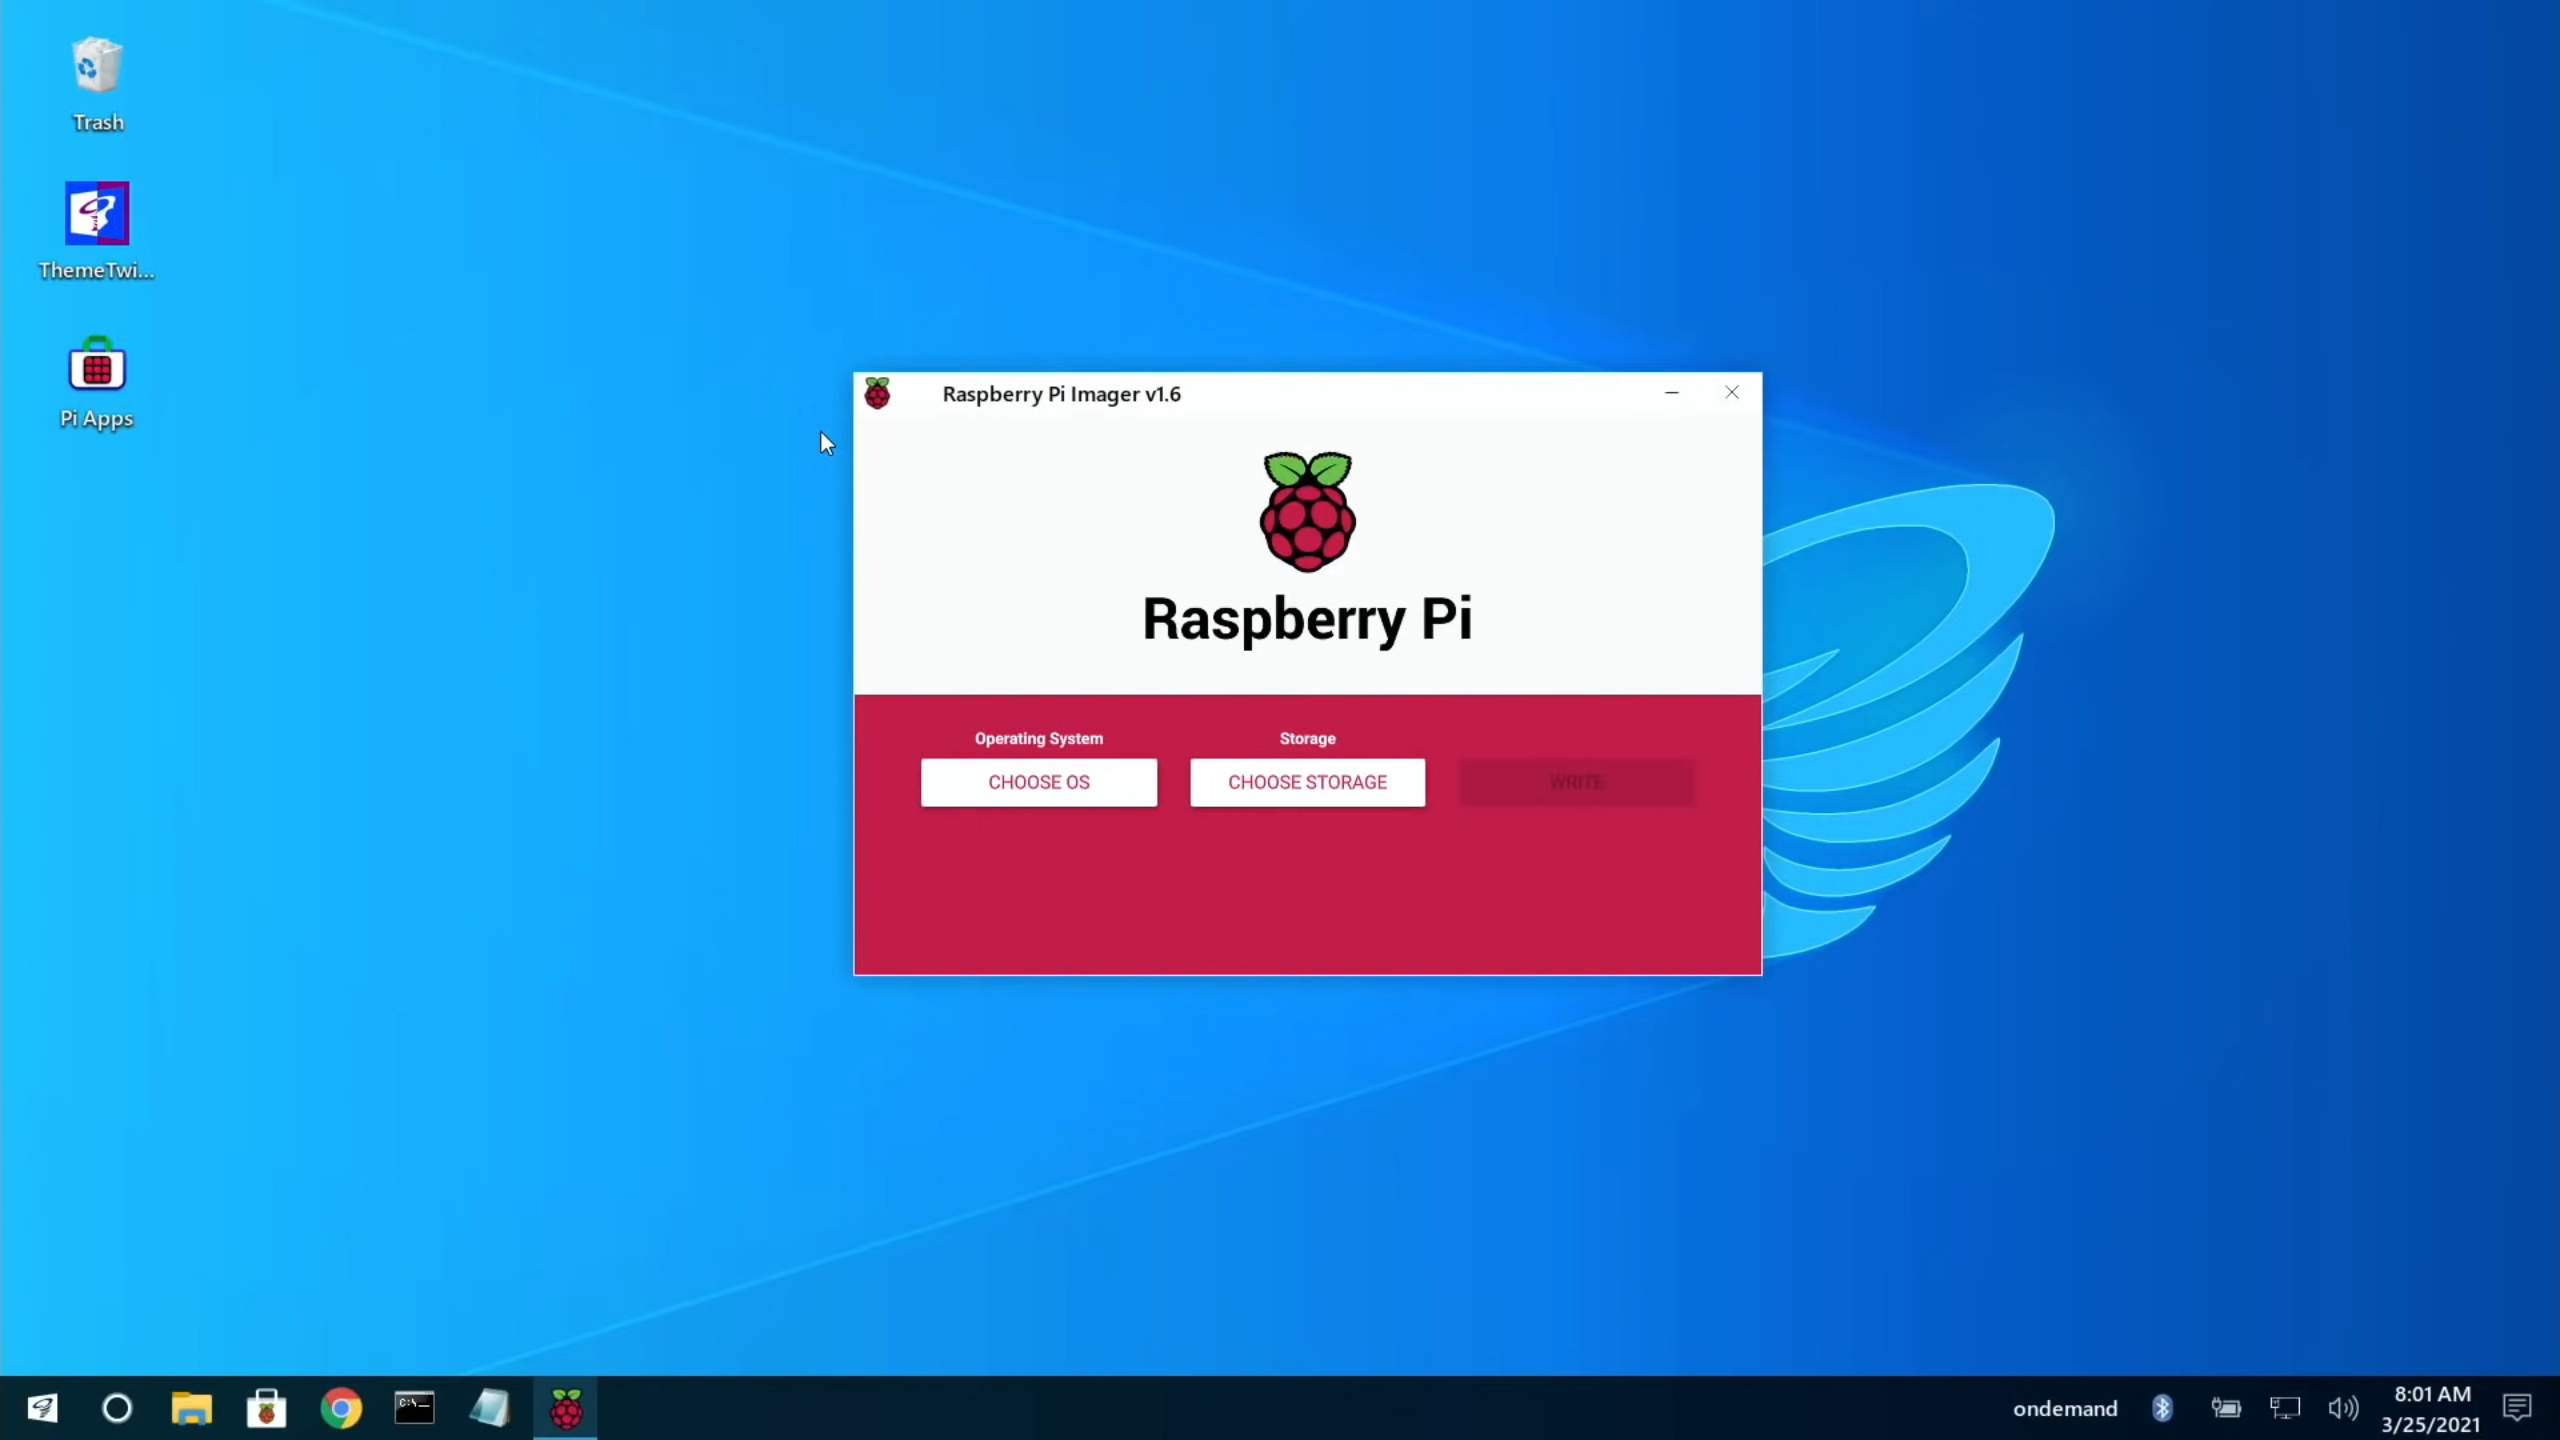 Trash
ThemeTwi...
Pi Apps
Raspberry Pi Imager v1.6
Raspberry Pi
Operating System
Storage
CHOOSE OS
CHOOSE STORAGE
WRITE
C:\_
ondemand
8:01 AM
3/25/2021